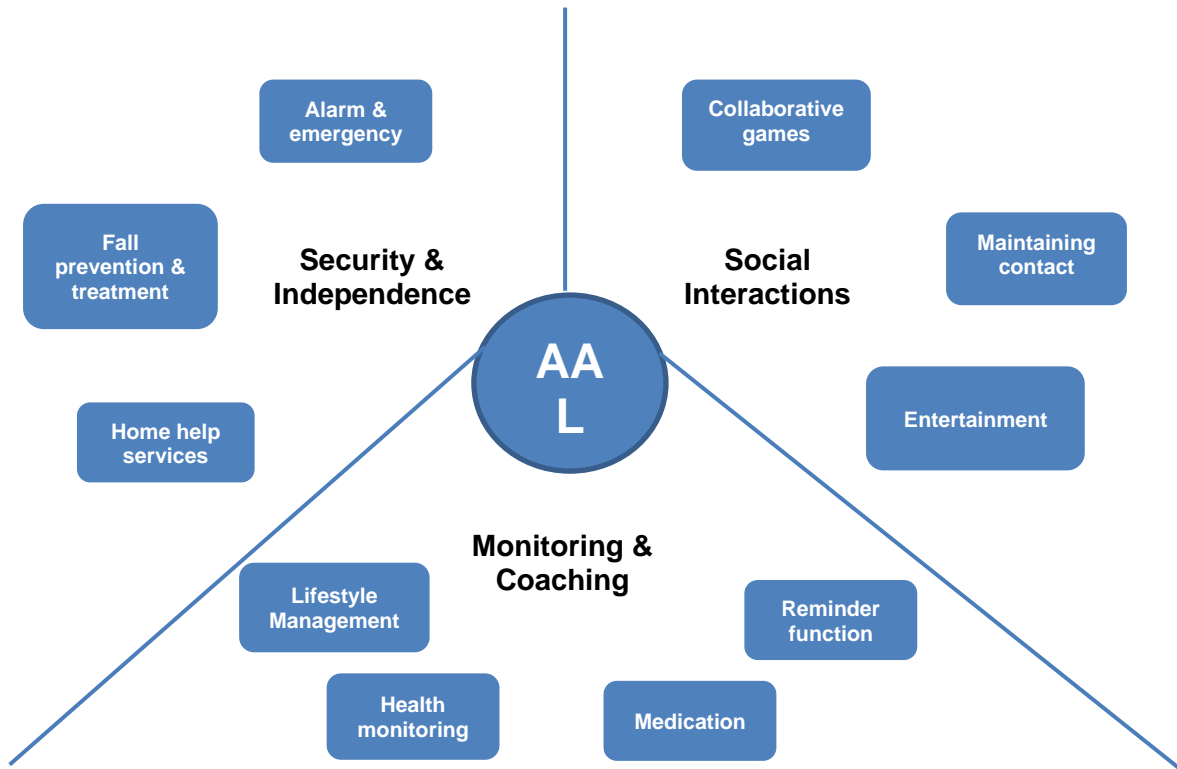 Alarm &
emergency
Collaborative
games
Fall
prevention &
treatment
Security &
Independence
Social
Interactions
Maintaining
contact
AA
L
Home help
services
Entertainment
Monitoring &
Coaching
Lifestyle
Management
Reminder
function
Health
monitoring
Medication